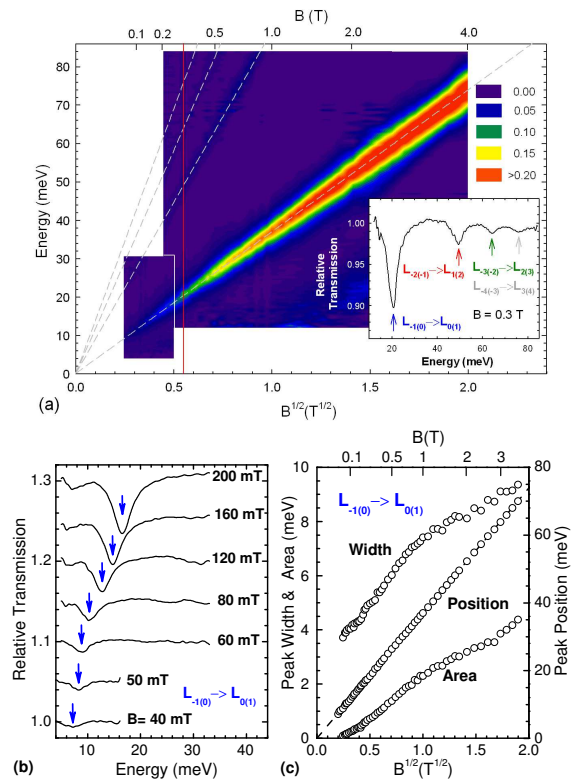 B (T)
0.1 0.2 0.5 1.0 2.0 4.0
Energy (meV)
80
70
60
50
40
30
20
10
0
0.00
0.05
0.10
0.15
>0.20
Relative Transmission
1.00
0.95
0.90
L-2(-1)->L1(2)
L-3(-2)->L2(3)
L-4(-3)->L3(4)
L-1(0)->L0(1)
B = 0.3 T
20 40 60 80
Energy (meV)
0.0 0.5 1.0 1.5 2.0
(a)
B1/2(T1/2)
Relative Transmission
1.3
1.2
1.1
1.0
200 mT
160 mT
120 mT
80 mT
60 mT
50 mT
L-1(0)->L0(1)
B= 40 mT
10 20 30 40
(b)
Energy (meV)
B(T)
0.1 0.5 1 2 3
Peak Width & Area (meV)
10
8
6
4
2
0
L-1(0)->L0(1)
Width
Position
Area
80
70
60
50
40
30
20
10
0
Peak Position (meV)
0.0 0.5 1.0 1.5 2.0
(c)
B1/2(T1/2)